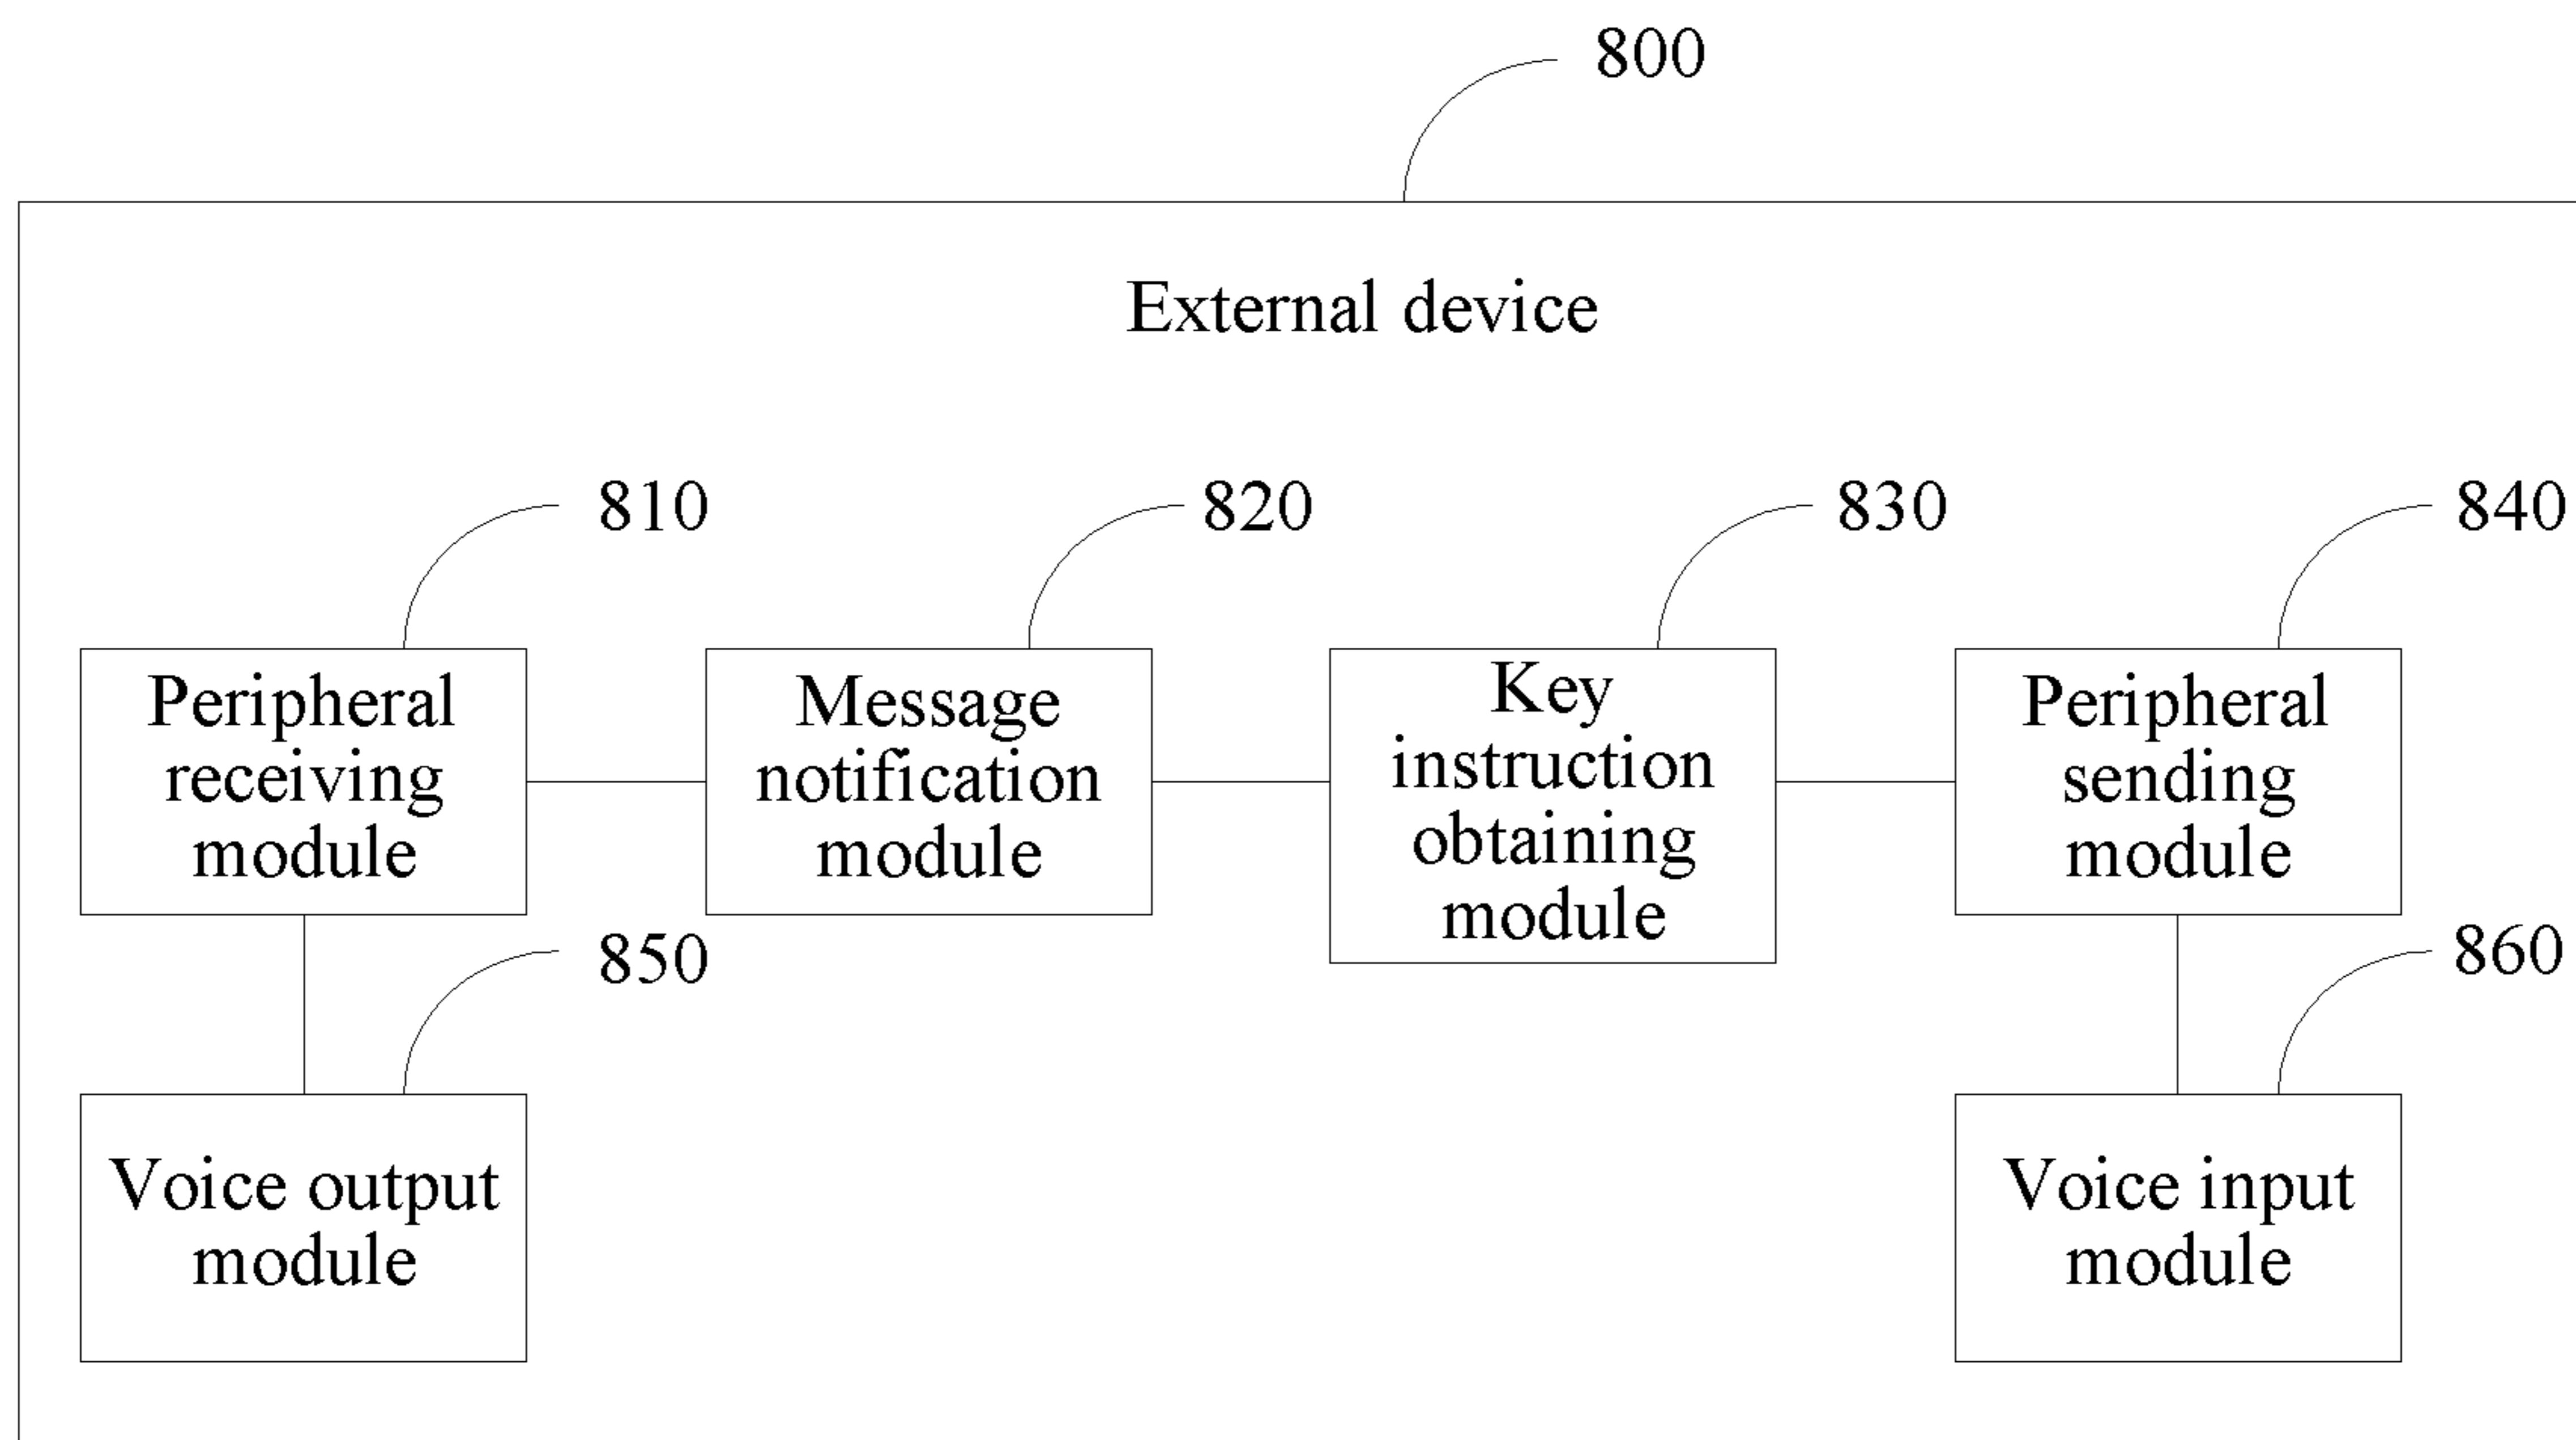 800
External device
810
820
830
840
Peripheral
receiving
module
Message
notification
module
Key
instruction
obtaining
module
Peripheral
sending
module
850
860
Voice output
module
Voice input
module